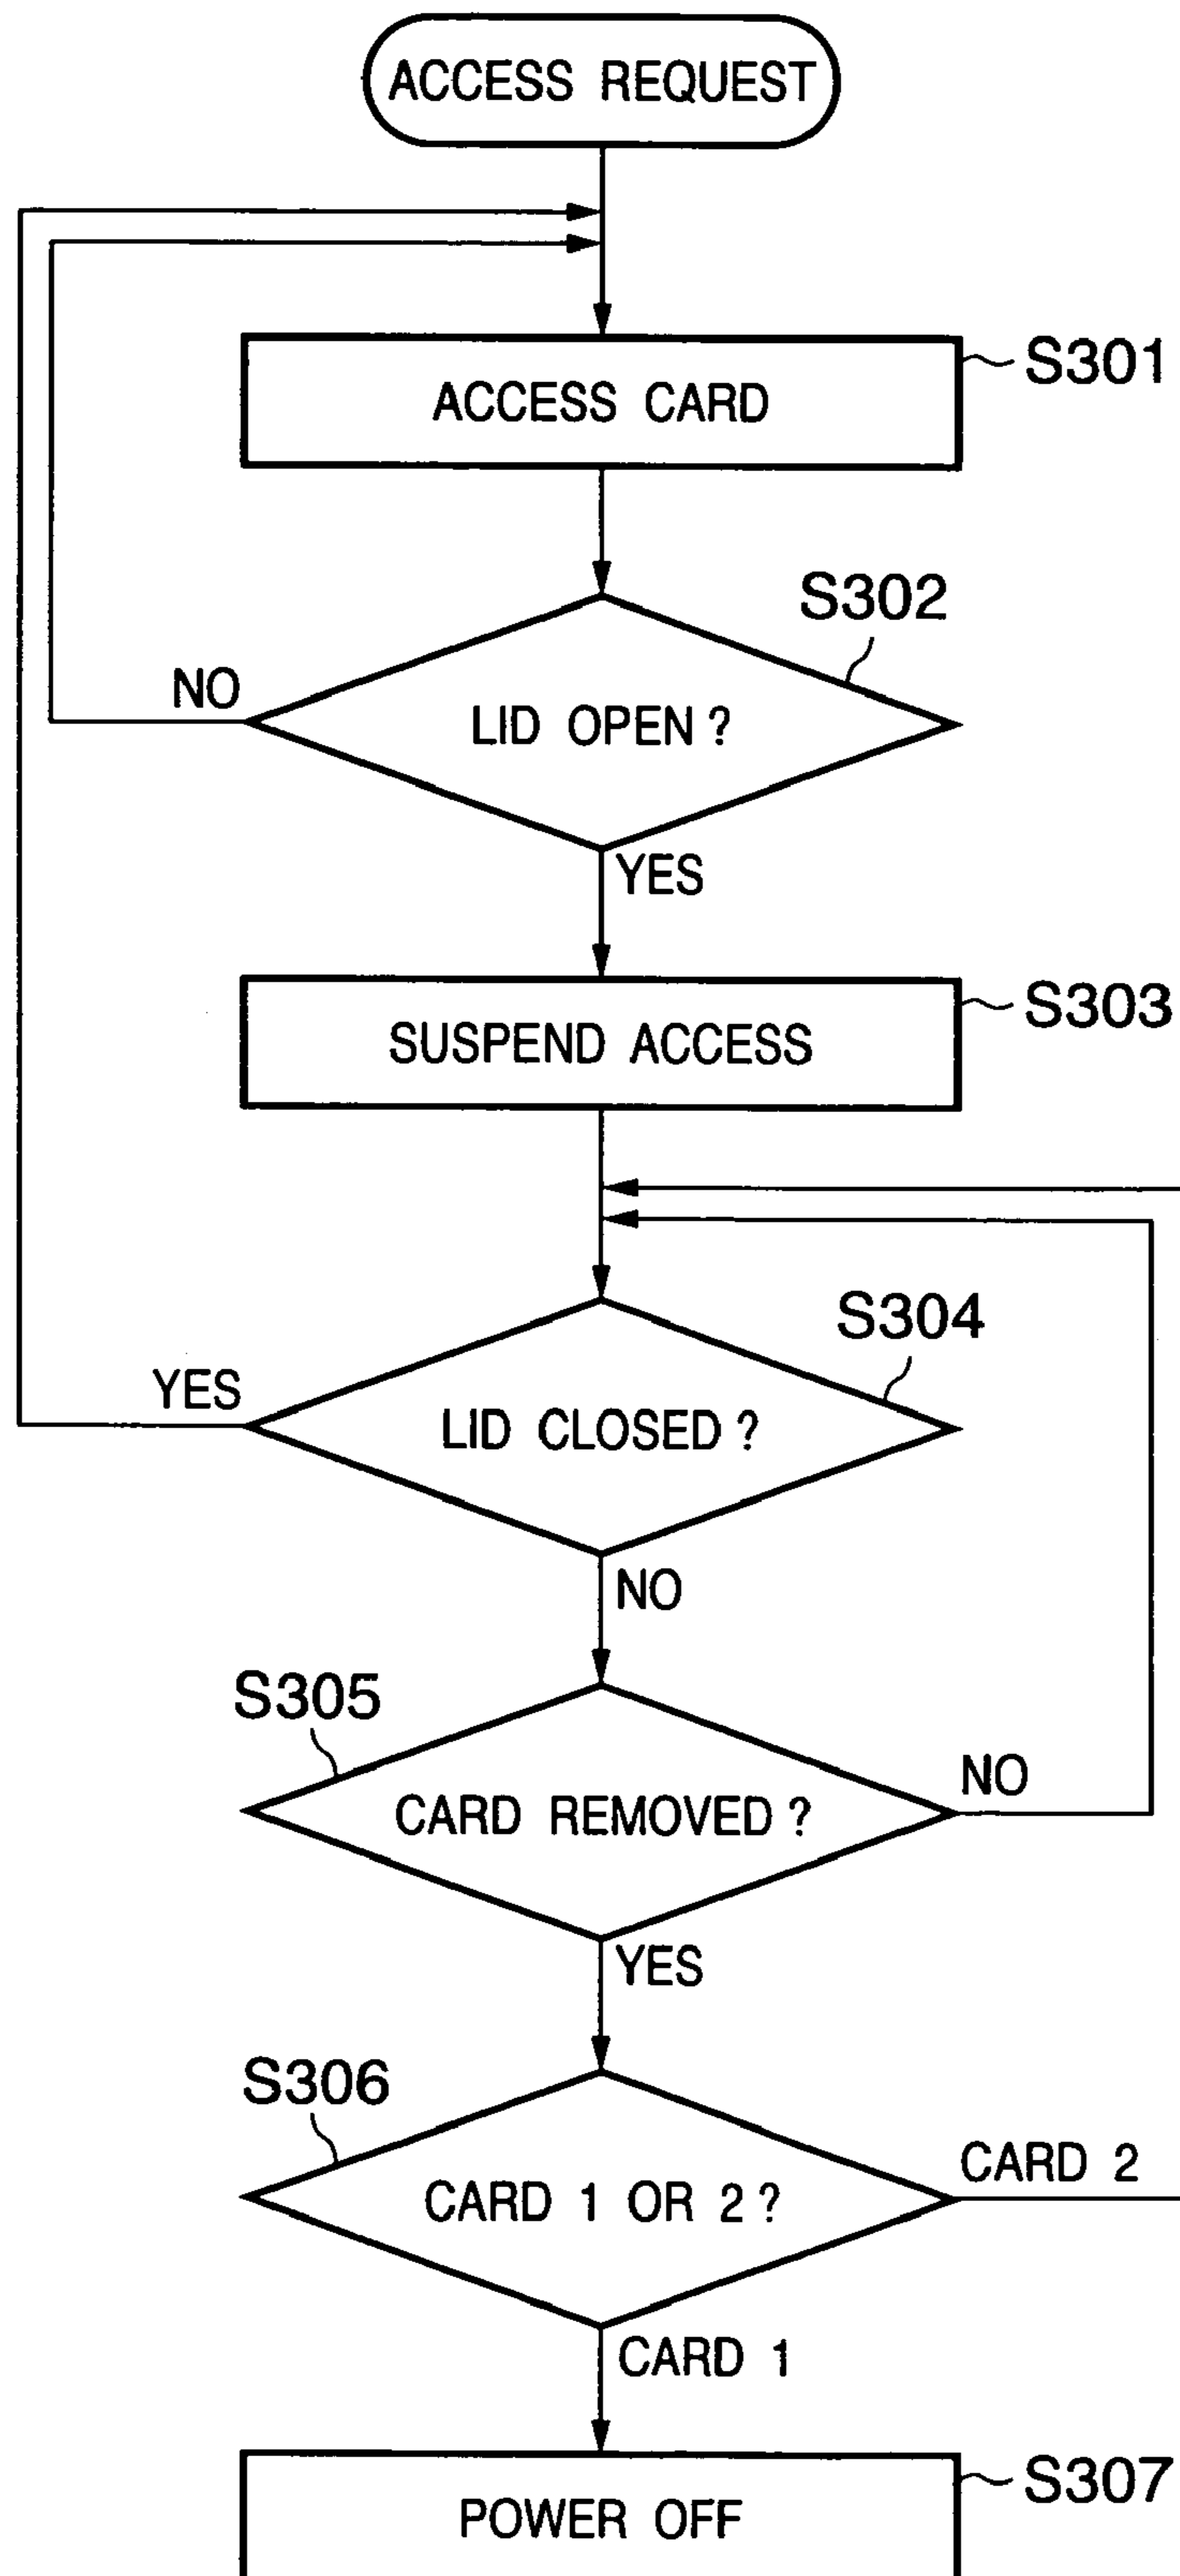 ACCESS REQUEST
ACCESS CARD
S301
S302
LID OPEN?
NO
YES
SUSPEND ACCESS
S303
S304
LID CLOSED?
YES
NO
S305
CARD REMOVED?
NO
YES
S306
CARD 1 OR 2?
CARD 2
CARD 1
POWER OFF
S307